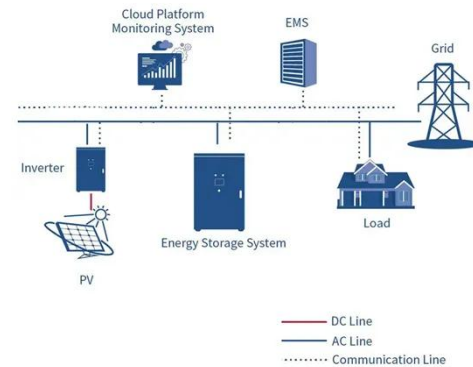 Cloud Platform
Monitoring System
EMS
Grid
Inverter
Energy Storage System
Load
PV
DC Line
AC Line
Communication Line